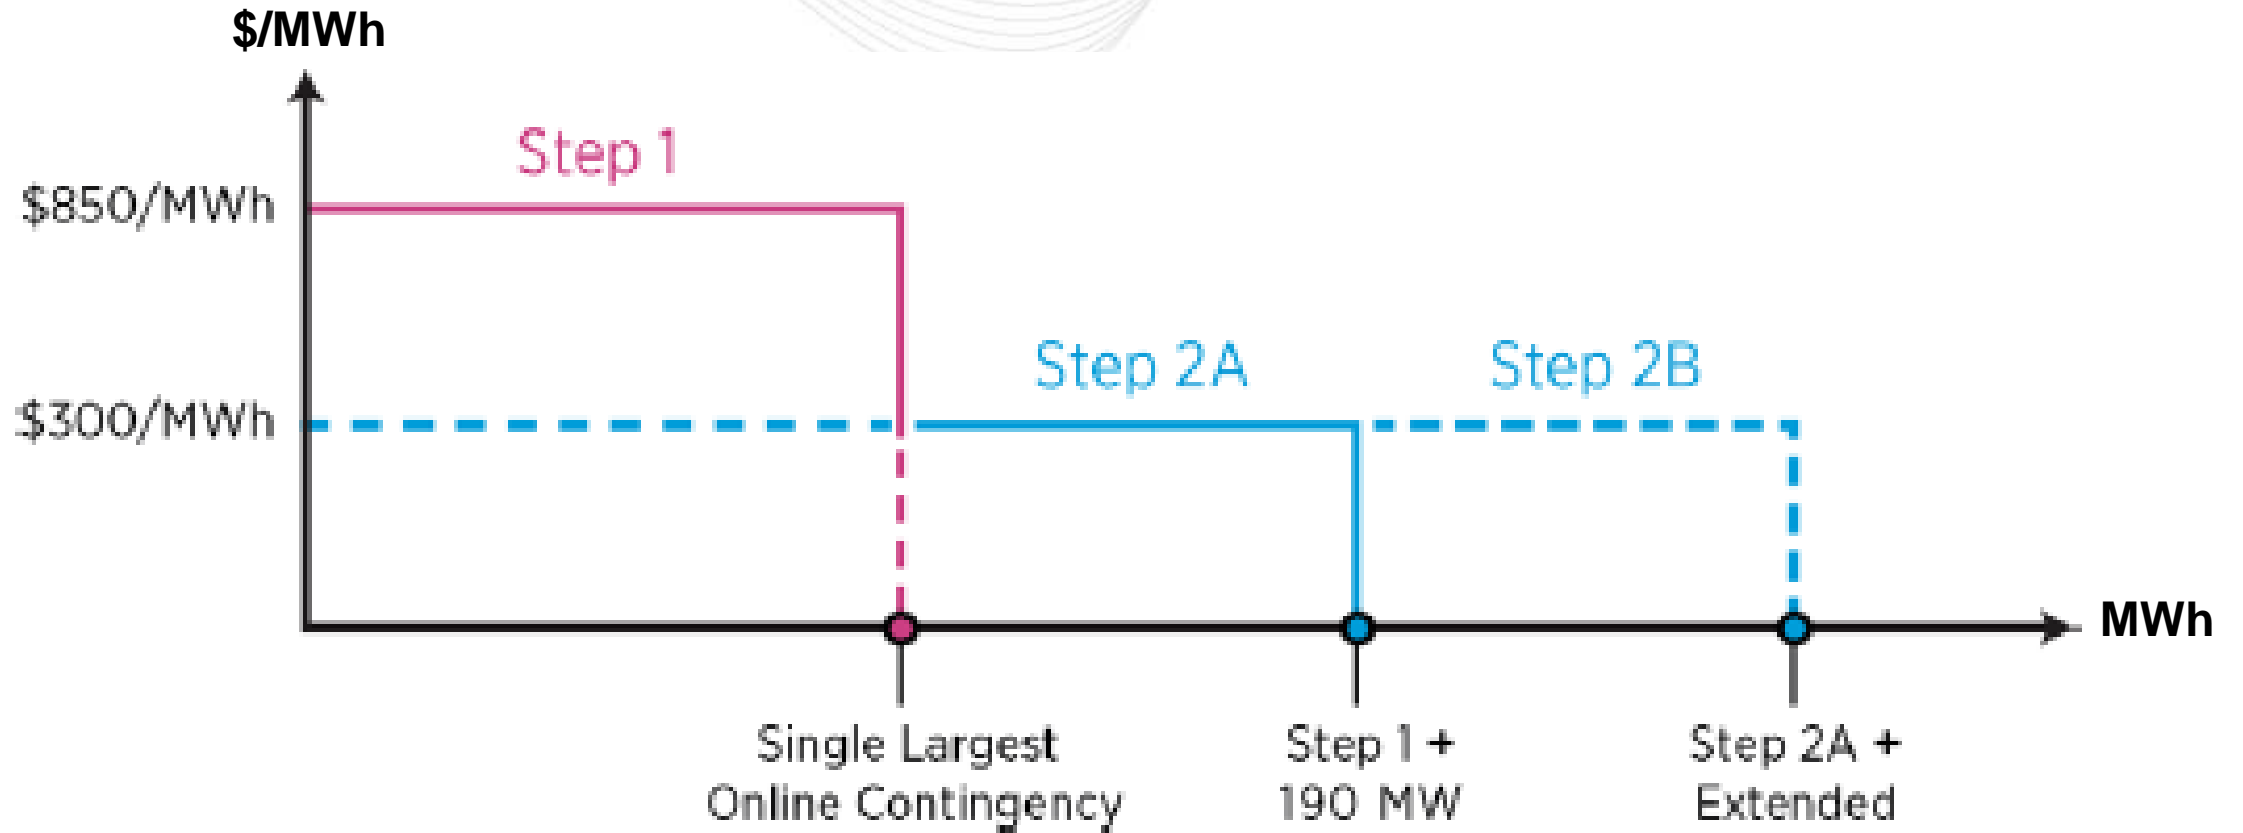 $/MWh
Step 1
$850/MWh
Step 2A
Step 2B
$300/MWh
MWh
Single Largest
Online Contingency
Step 1 +
190 MW
Step 2A +
Extended